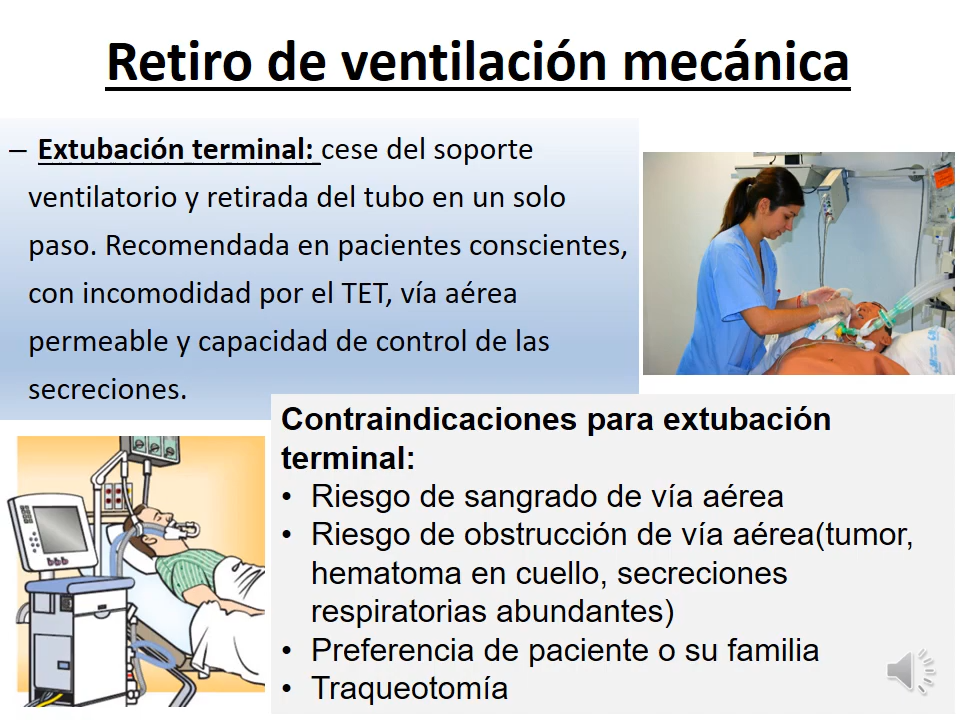 Retiro de ventilación mecánica
– Extubación terminal: cese del soporte
ventilatorio y retirada del tubo en un solo
paso. Recomendada en pacientes conscientes,
con incomodidad por el TET, vía aérea
permeable y capacidad de control de las
secreciones.
Contraindicaciones para extubación
terminal:
• Riesgo de sangrado de vía aérea
• Riesgo de obstrucción de vía aérea(tumor,
hematoma en cuello, secreciones
respiratorias abundantes)
• Preferencia de paciente o su familia
• Traqueotomía